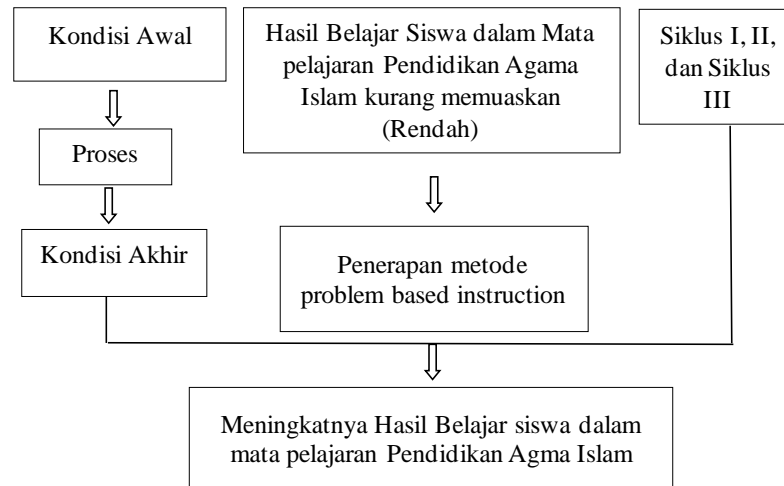 Kondisi Awal
Proses
Kondisi Akhir
Hasil Belajar Siswa dalam Mata
pelajaran Pendidikan Agama
Islam kurang memuaskan
(Rendah)
Penerapan metode
problem based instruction
Siklus I, II,
dan Siklus
III
Meningkatnya Hasil Belajar siswa dalam
mata pelajaran Pendidikan Agma Islam